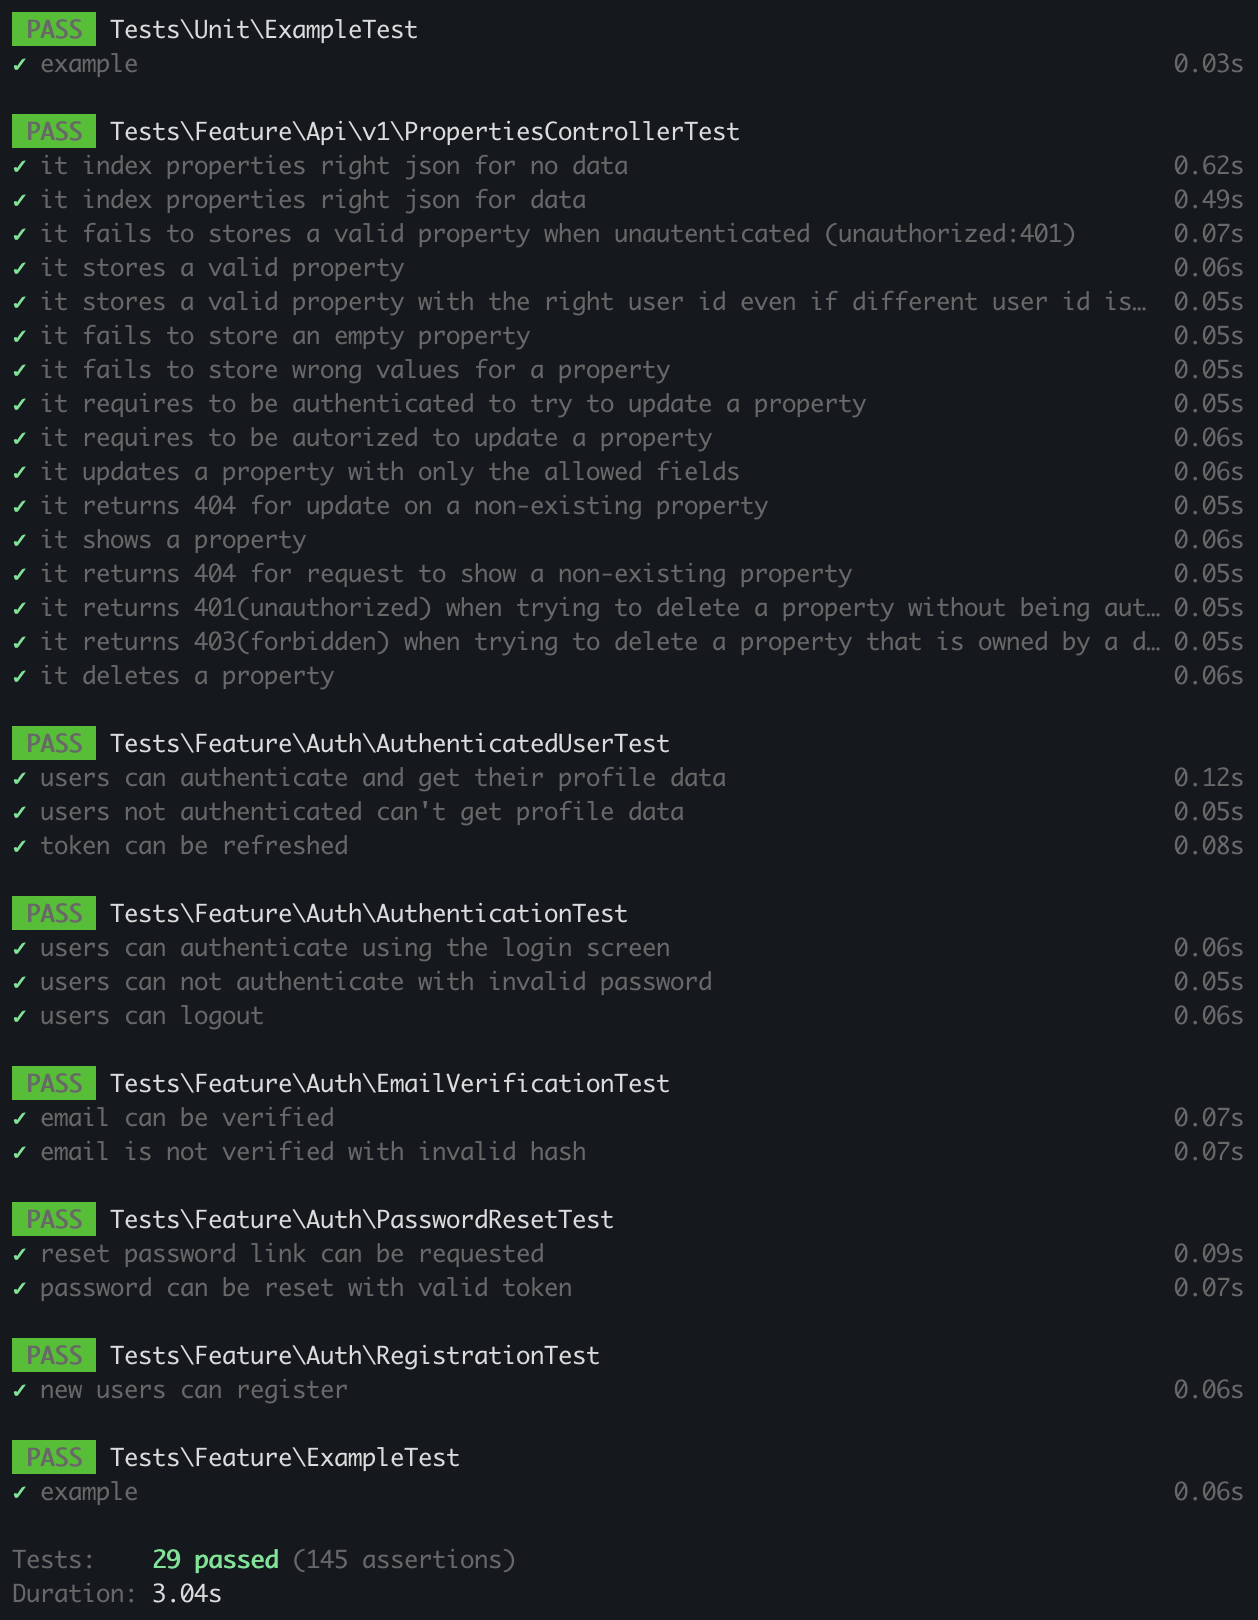 PASS Tests\Unit\ExampleTest
✓ example 0.03s
PASS Tests\Feature\Api\v1\PropertiesControllerTest
✓ it index properties right json for no data 0.62s
✓ it index properties right json for data 0.49s
✓ it fails to stores a valid property when unautenticated (unauthorized:401) 0.07s
✓ it stores a valid property 0.06s
✓ it stores a valid property with the right user id even if different user id is… 0.05s
✓ it fails to store an empty property 0.05s
✓ it fails to store wrong values for a property 0.05s
✓ it requires to be authenticated to try to update a property 0.05s
✓ it requires to be autorized to update a property 0.06s
✓ it updates a property with only the allowed fields 0.06s
✓ it returns 404 for update on a non-existing property 0.05s
✓ it shows a property 0.06s
✓ it returns 404 for request to show a non-existing property 0.05s
✓ it returns 401(unauthorized) when trying to delete a property without being aut… 0.05s
✓ it returns 403(forbidden) when trying to delete a property that is owned by a d… 0.05s
✓ it deletes a property 0.06s
PASS Tests\Feature\Auth\AuthenticatedUserTest
✓ users can authenticate and get their profile data 0.12s
✓ users not authenticated can't get profile data 0.05s
✓ token can be refreshed 0.08s
PASS Tests\Feature\Auth\AuthenticationTest
✓ users can authenticate using the login screen 0.06s
✓ users can not authenticate with invalid password 0.05s
✓ users can logout 0.06s
PASS Tests\Feature\Auth\EmailVerificationTest
✓ email can be verified 0.07s
✓ email is not verified with invalid hash 0.07s
PASS Tests\Feature\Auth\PasswordResetTest
✓ reset password link can be requested 0.09s
✓ password can be reset with valid token 0.07s
PASS Tests\Feature\Auth\RegistrationTest
✓ new users can register 0.06s
PASS Tests\Feature\ExampleTest
✓ example 0.06s
Tests: 29 passed (145 assertions)
Duration: 3.04s